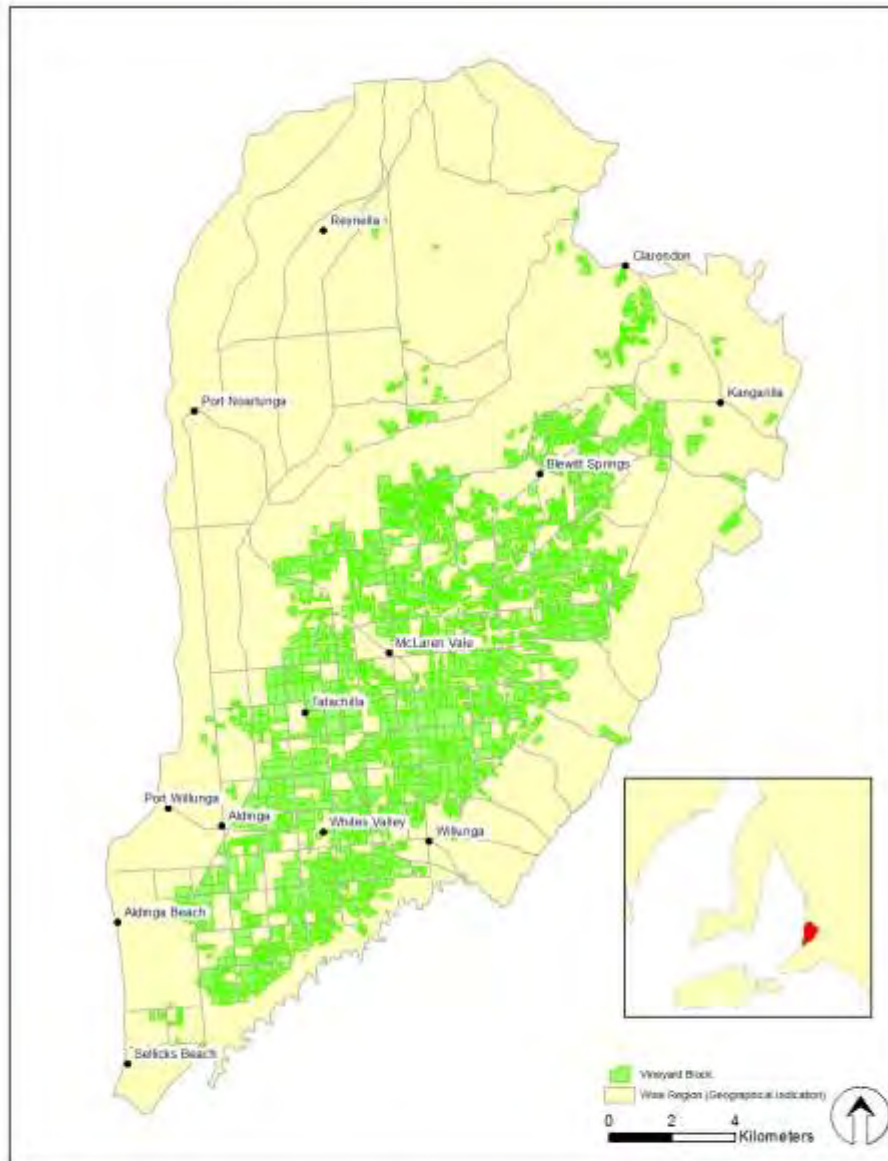 Reynella
Clarendon
Kangarilla
Port Noarlunga
Blewitt Springs
McLaren Vale
Tatachilla
Port Willunga
Aldinga
Whites Valley
Willunga
Aldinga Beach
Sellicks Beach
Vineyard Block
Wine Region (Geographical Indication)
0 2 4
Kilometers